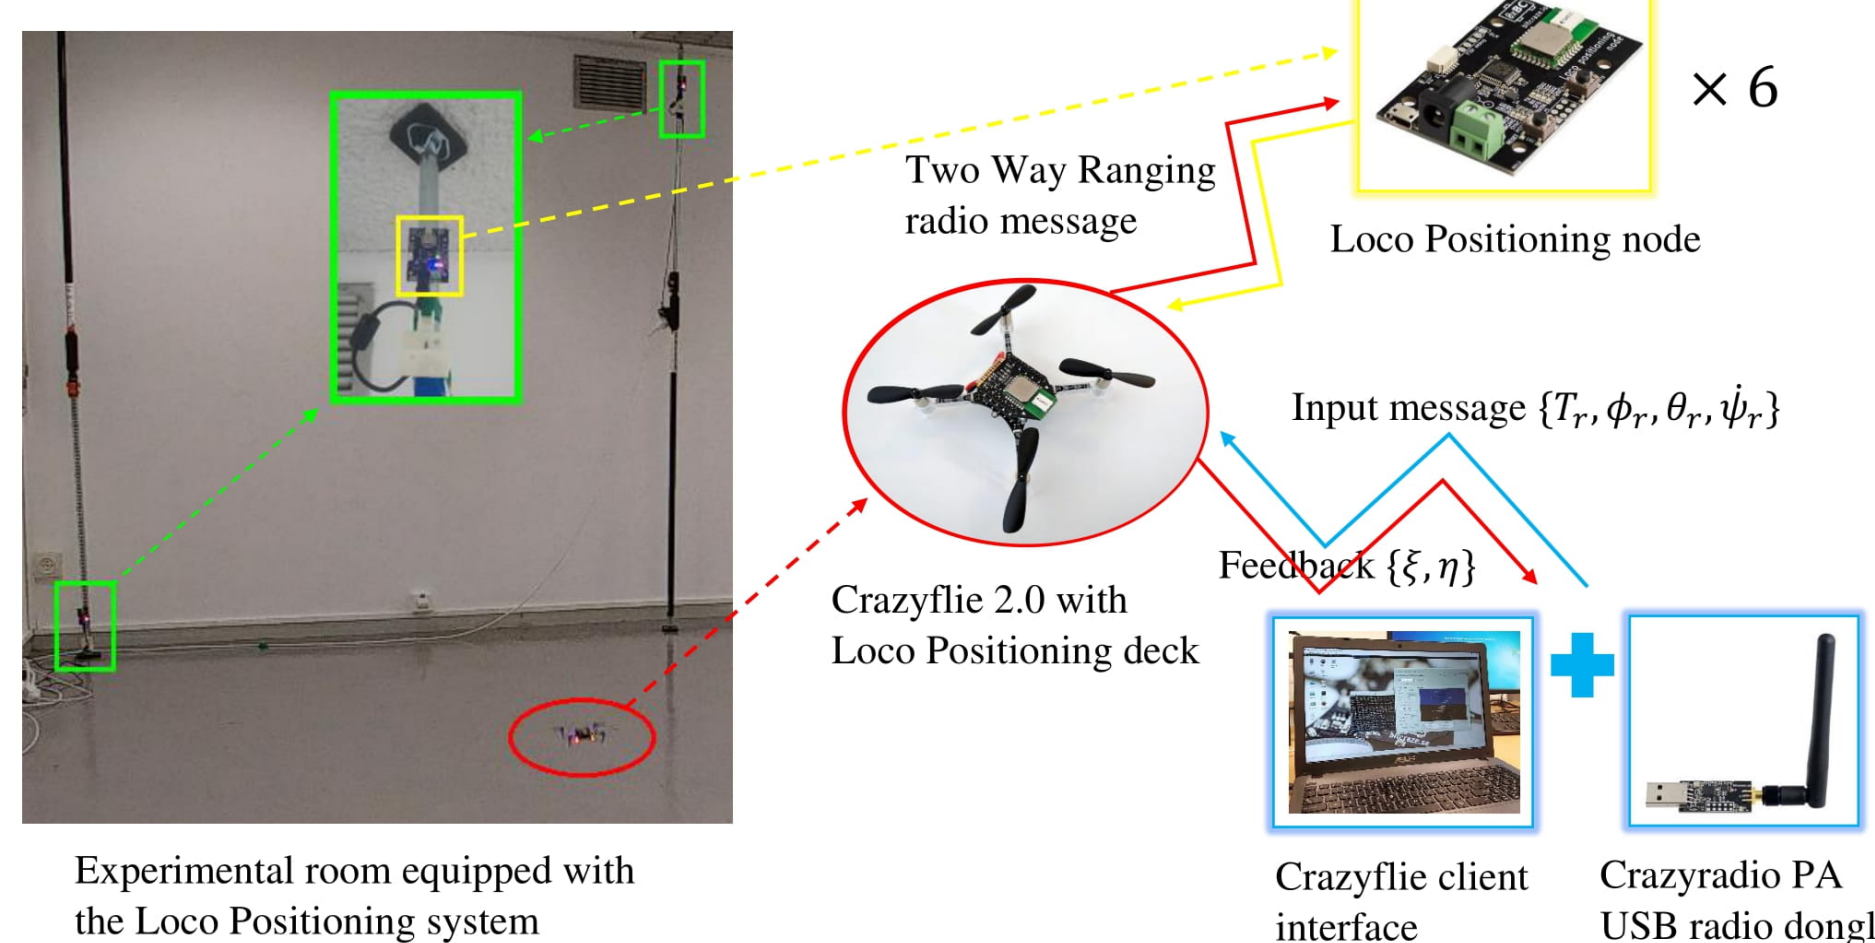 × 6
Two Way Ranging
radio message
Loco Positioning node
Input message {T_r, ϕ_r, θ_r, ψ̇_r}
Feedback {ξ, η}
Crazyflie 2.0 with
Loco Positioning deck
Experimental room equipped with
the Loco Positioning system
Crazyflie client
interface
Crazyradio PA
USB radio dongl